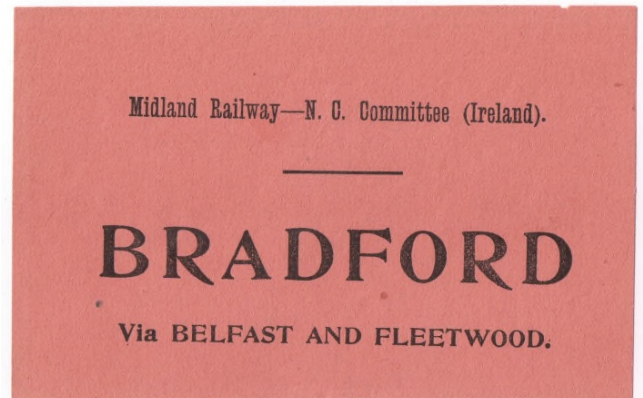 Midland Railway—N. C. Committee (Ireland).
BRADFORD
Via BELFAST AND FLEETWOOD.